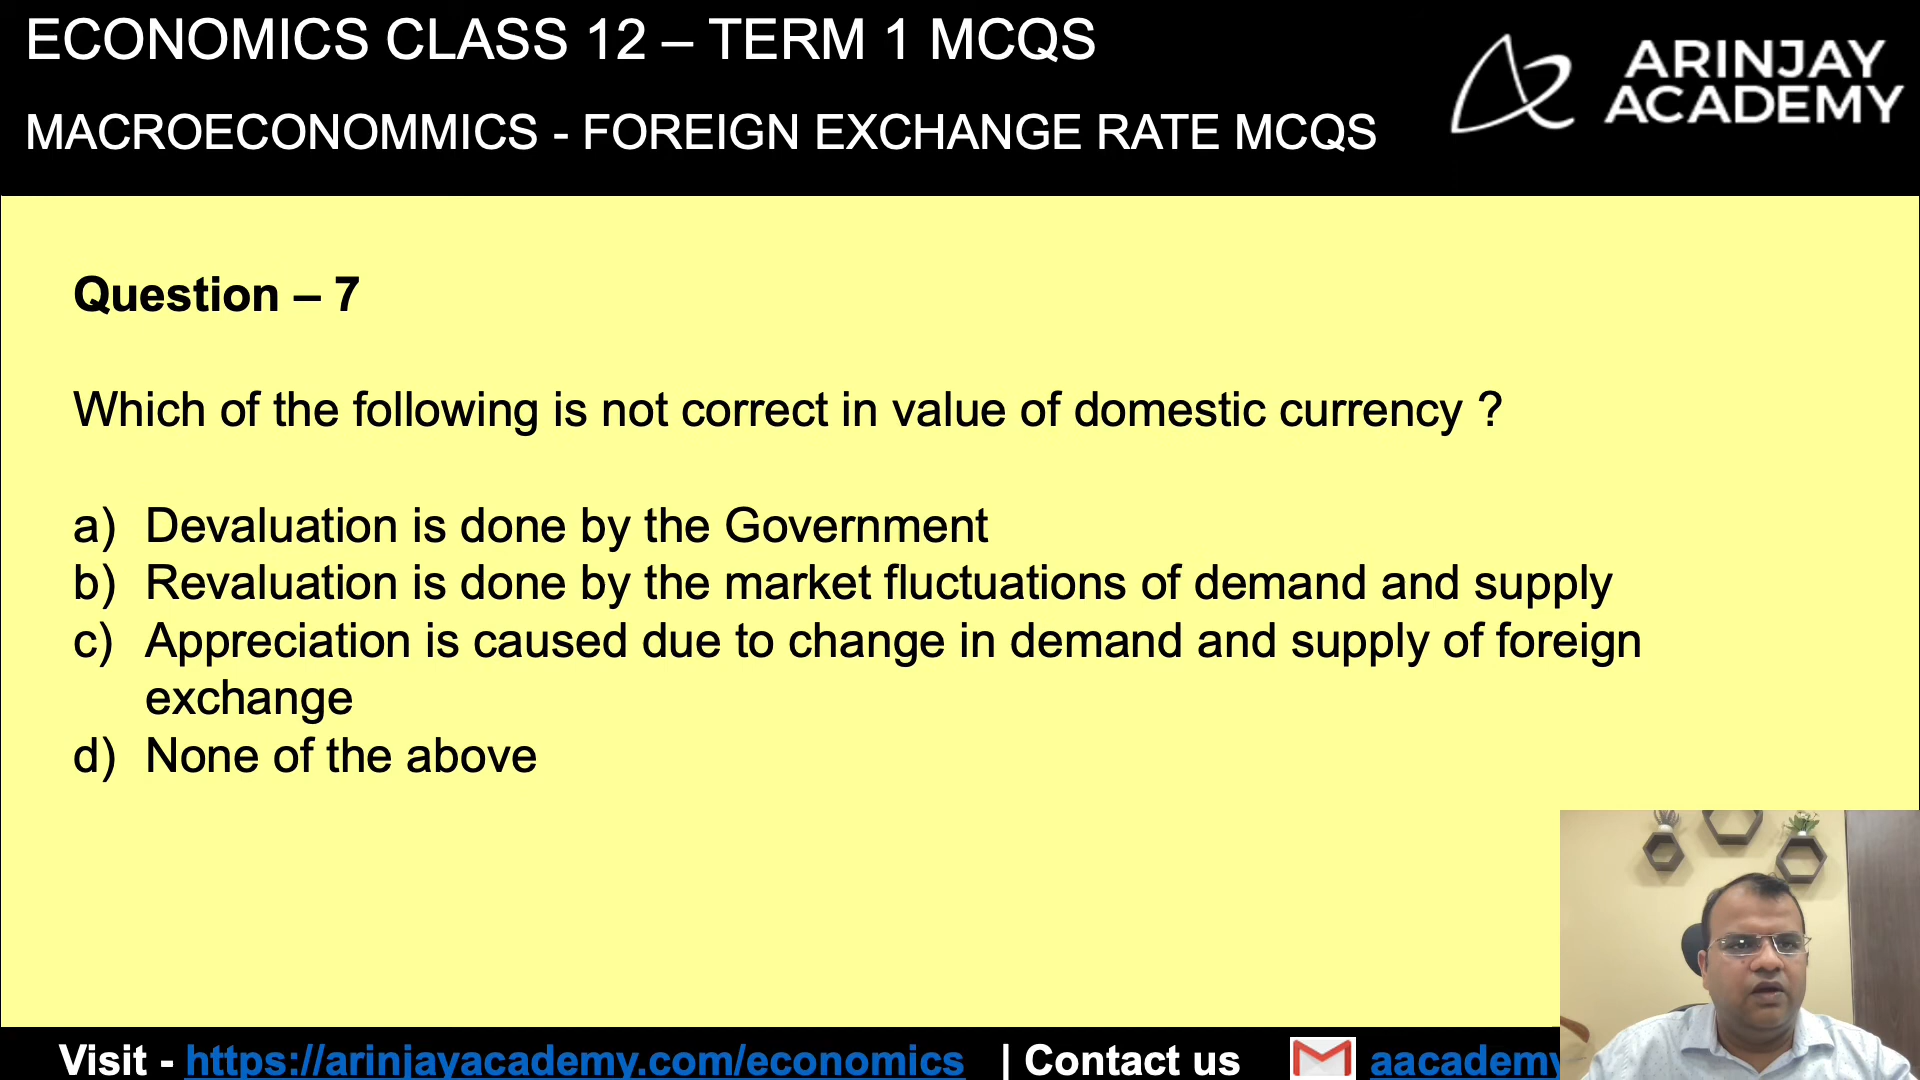 ECONOMICS CLASS 12 – TERM 1 MCQS
MACROECONOMMICS - FOREIGN EXCHANGE RATE MCQS
ARINJAY
ACADEMY
Question – 7
Which of the following is not correct in value of domestic currency ?
a) Devaluation is done by the Government
b) Revaluation is done by the market fluctuations of demand and supply
c) Appreciation is caused due to change in demand and supply of foreign
exchange
d) None of the above
Visit - https://arinjayacademy.com/economics | Contact us aacademy